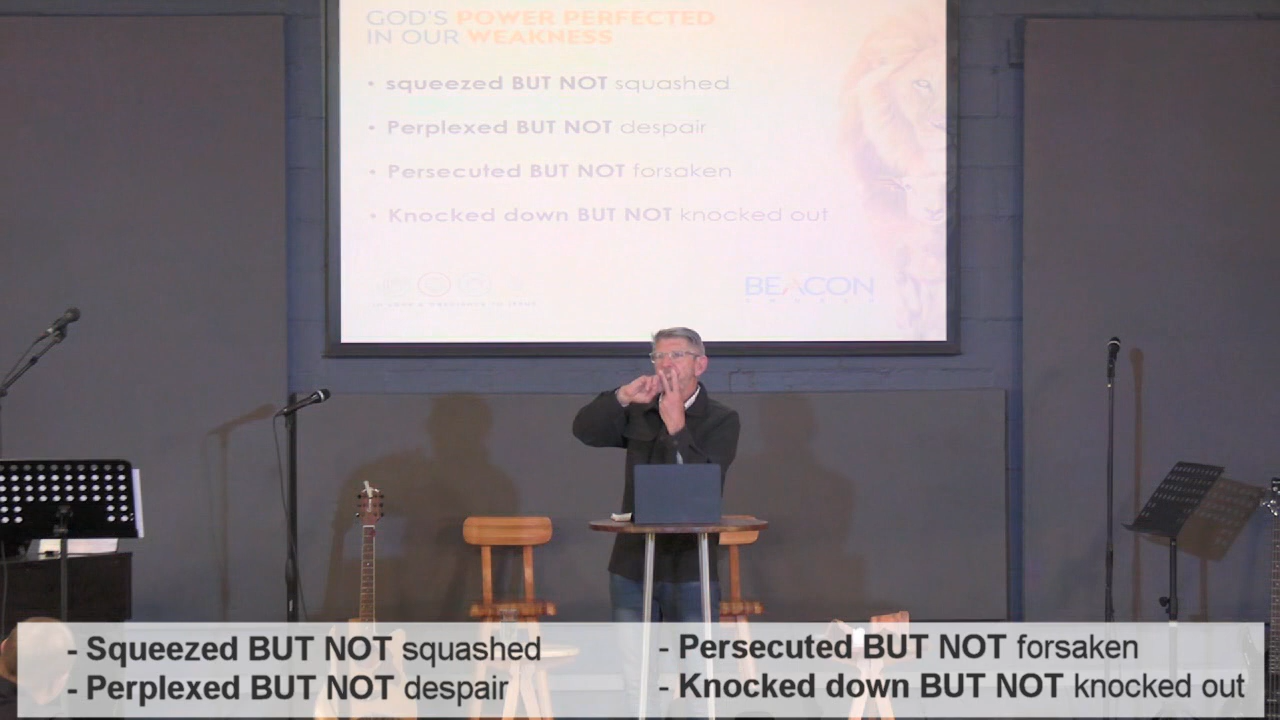 GOD'S POWER PERFECTED
IN OUR WEAKNESS
• squeezed BUT NOT squashed
• Perplexed BUT NOT despair
• Persecuted BUT NOT forsaken
• Knocked down BUT NOT knocked out
BEACON
- Squeezed BUT NOT squashed
- Perplexed BUT NOT despair
- Persecuted BUT NOT forsaken
- Knocked down BUT NOT knocked out